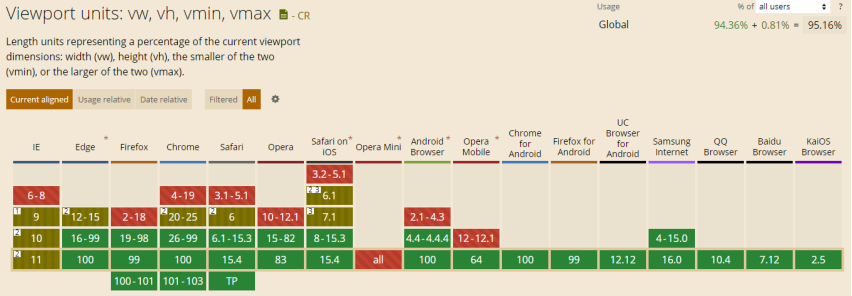 Viewport units: vw, vh, vmin, vmax - CR
Usage % of all users ?
Global 94.36% + 0.81% = 95.16%
Length units representing a percentage of the current viewport
dimensions: width (vw), height (vh), the smaller of the two
(vmin), or the larger of the two (vmax).
Current aligned Usage relative Date relative Filtered All
IE Edge * Firefox Chrome Safari Opera Safari on iOS * Opera Mini * Android Browser * Opera Mobile * Chrome for Android Firefox for Android UC Browser for Android Samsung Internet QQ Browser Baidu Browser KaiOS Browser
3.2-5.1
6-8 4-19 3.1-5.1 2 3 6.1
1 9 2 12-15 2-18 2 20-25 2 6 10-12.1 3 7.1 2.1-4.3
2 10 16-99 19-98 26-99 6.1-15.3 15-82 8-15.3 4.4-4.4.4 12-12.1 4-15.0
2 11 100 99 100 15.4 83 15.4 all 100 64 100 99 12.12 16.0 10.4 7.12 2.5
100-101 101-103 TP